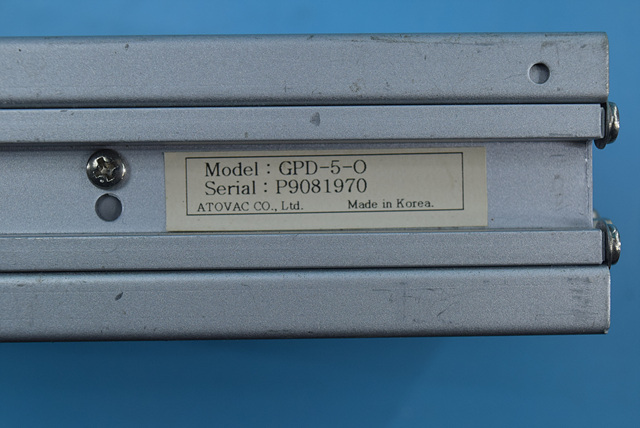 Model : GPD-5-O
Serial : P9081970
ATOVAC CO., Ltd. Made in Korea.